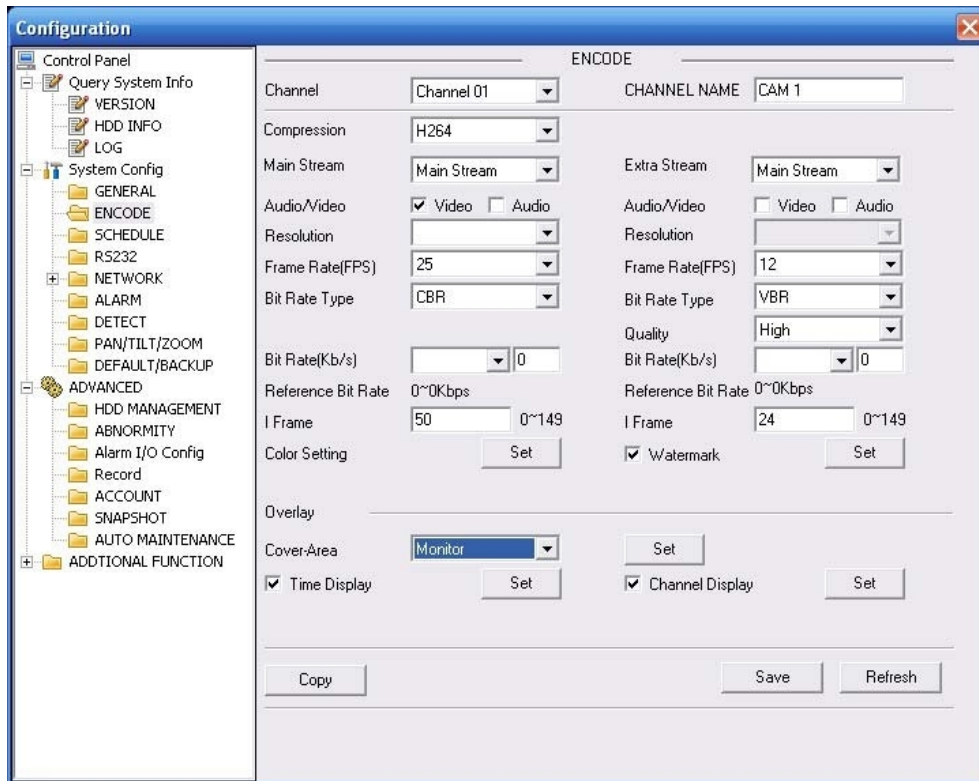 Configuration
Control Panel
Query System Info
VERSION
HDD INFO
LOG
System Config
GENERAL
ENCODE
SCHEDULE
RS232
NETWORK
ALARM
DETECT
PAN/TILT/ZOOM
DEFAULT/BACKUP
ADVANCED
HDD MANAGEMENT
ABNORMITY
Alarm I/O Config
Record
ACCOUNT
SNAPSHOT
AUTO MAINTENANCE
ADDTIONAL FUNCTION
ENCODE
Channel Channel 01 CHANNEL NAME CAM 1
Compression H264
Main Stream Main Stream Extra Stream Main Stream
Audio/Video Video Audio Audio/Video Video Audio
Resolution Resolution
Frame Rate(FPS) 25 Frame Rate(FPS) 12
Bit Rate Type CBR Bit Rate Type VBR
Quality High
Bit Rate(Kb/s) 0 Bit Rate(Kb/s) 0
Reference Bit Rate 0~0Kbps Reference Bit Rate 0~0Kbps
I Frame 50 0~149 I Frame 24 0~149
Color Setting Set Watermark Set
Overlay
Cover-Area Monitor Set
Time Display Set Channel Display Set
Copy Save Refresh